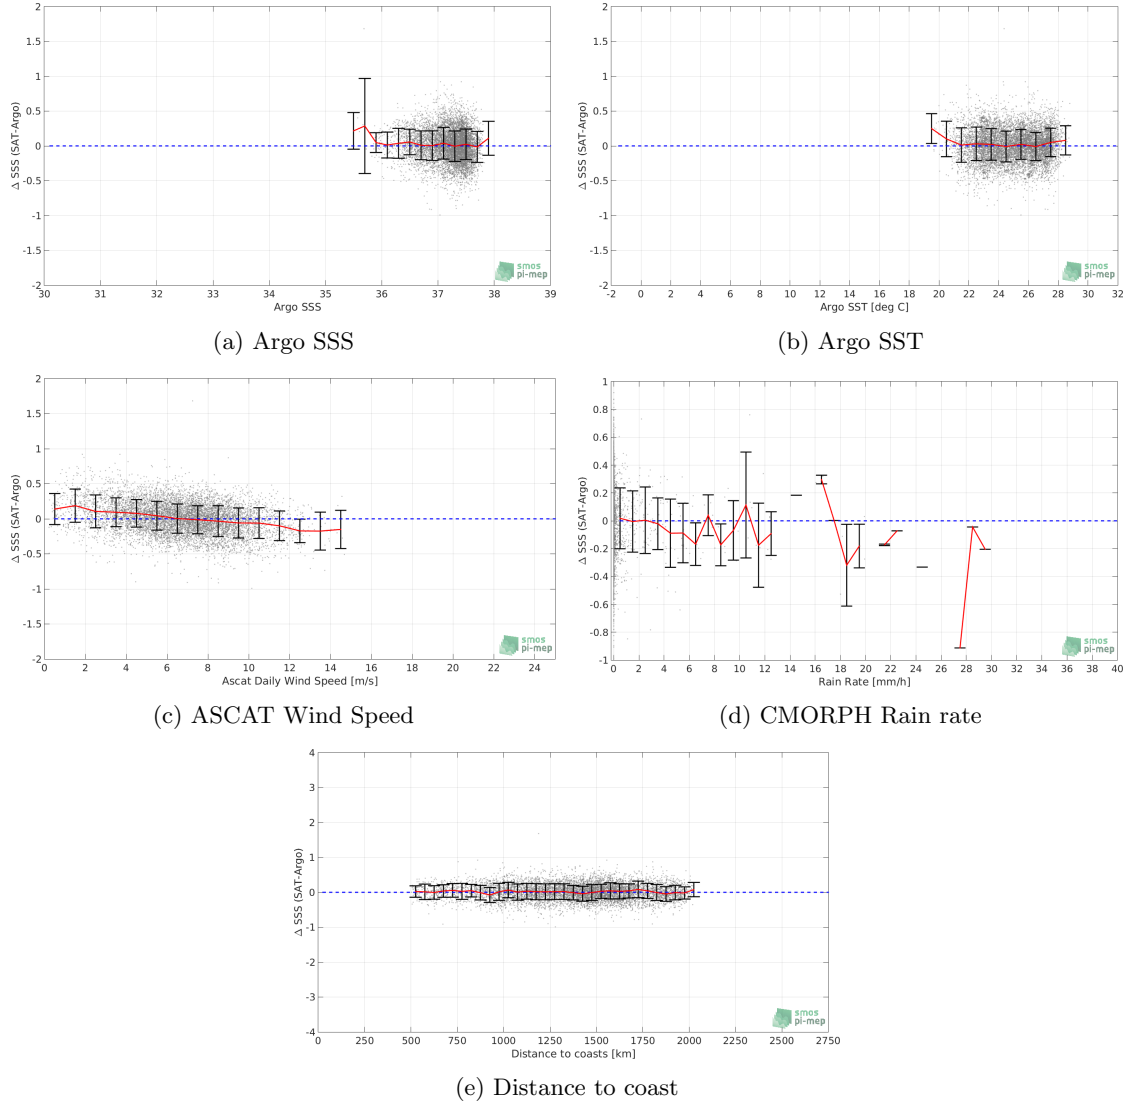 2
1.5
1
0.5
0
-0.5
-1
-1.5
-2
Δ SSS (SAT-Argo)
30 31 32 33 34 35 36 37 38 39
Argo SSS
smos
pi-mep
(a) Argo SSS
2
1.5
1
0.5
0
-0.5
-1
-1.5
-2
Δ SSS (SAT-Argo)
-2 0 2 4 6 8 10 12 14 16 18 20 22 24 26 28 30 32
Argo SST [deg C]
smos
pi-mep
(b) Argo SST
2
1.5
1
0.5
0
-0.5
-1
-1.5
-2
Δ SSS (SAT-Argo)
0 2 4 6 8 10 12 14 16 18 20 22 24
Ascat Daily Wind Speed [m/s]
smos
pi-mep
(c) ASCAT Wind Speed
1
0.8
0.6
0.4
0.2
0
-0.2
-0.4
-0.6
-0.8
-1
Δ SSS (SAT-Argo)
0 2 4 6 8 10 12 14 16 18 20 22 24 26 28 30 32 34 36 38 40
Rain Rate [mm/h]
smos
pi-mep
(d) CMORPH Rain rate
4
3
2
1
0
-1
-2
-3
-4
Δ SSS (SAT-Argo)
0 250 500 750 1000 1250 1500 1750 2000 2250 2500 2750
Distance to coasts [km]
smos
pi-mep
(e) Distance to coast